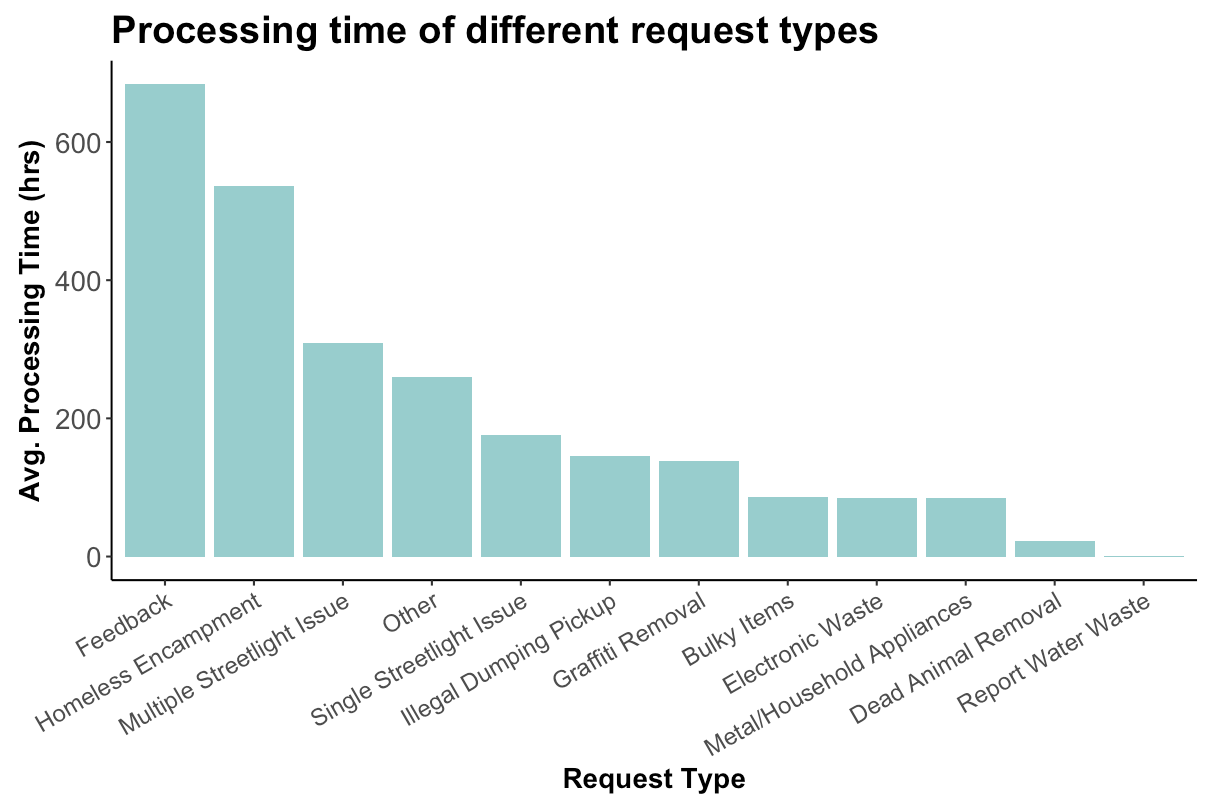 Processing time of different request types
Avg. Processing Time (hrs)
600
400
200
0
Feedback
Homeless Encampment
Multiple Streetlight Issue
Other
Single Streetlight Issue
Illegal Dumping Pickup
Graffiti Removal
Bulky Items
Electronic Waste
Metal/Household Appliances
Dead Animal Removal
Report Water Waste
Request Type